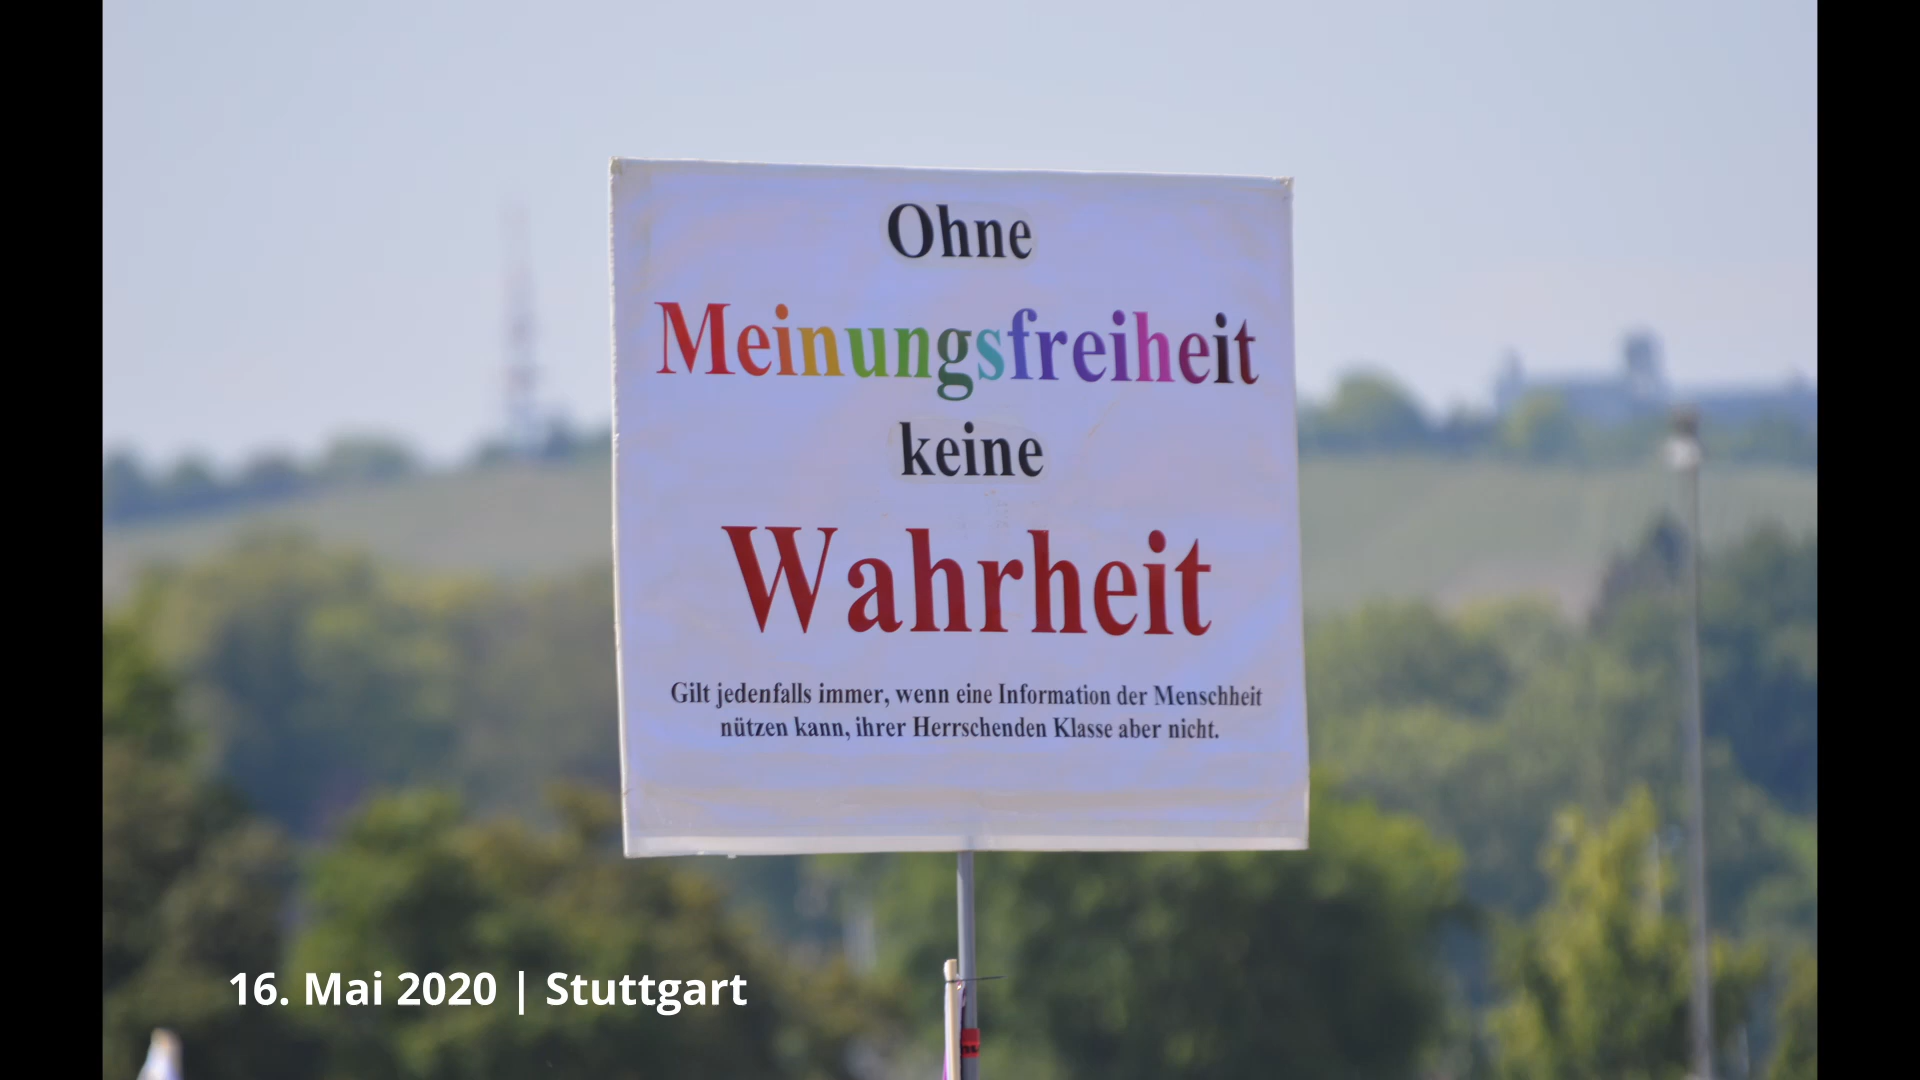 Ohne
Meinungsfreiheit
keine
Wahrheit
Gilt jedenfalls immer, wenn eine Information der Menschheit
nützen kann, ihrer Herrschenden Klasse aber nicht.
16. Mai 2020 | Stuttgart